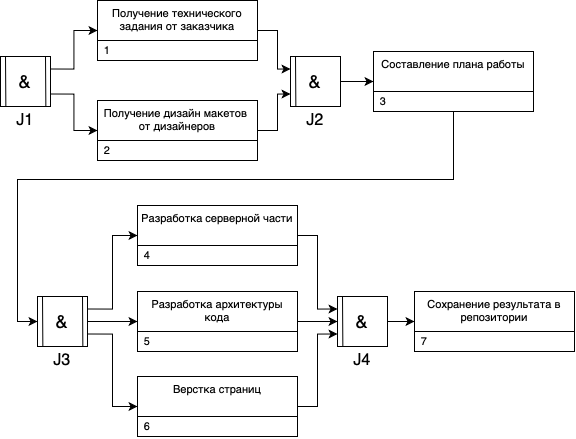 Получение технического
задания от заказчика
1
&
J1
Получение дизайн макетов
от дизайнеров
2
&
J2
Составление плана работы
3
Разработка серверной части
4
&
J3
Разработка архитектуры
кода
5
Верстка страниц
6
&
J4
Сохранение результата в
репозитории
7